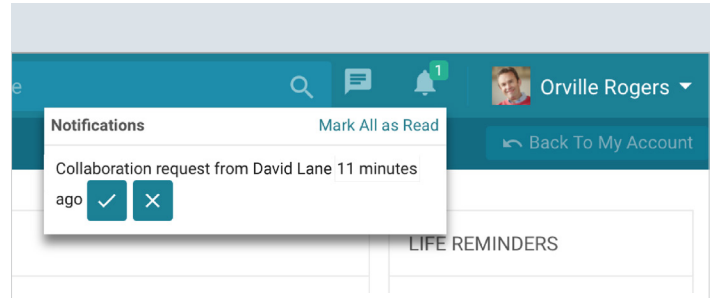 e
1
Orville Rogers
Notifications
Mark All as Read
Back To My Account
Collaboration request from David Lane 11 minutes
ago
LIFE REMINDERS